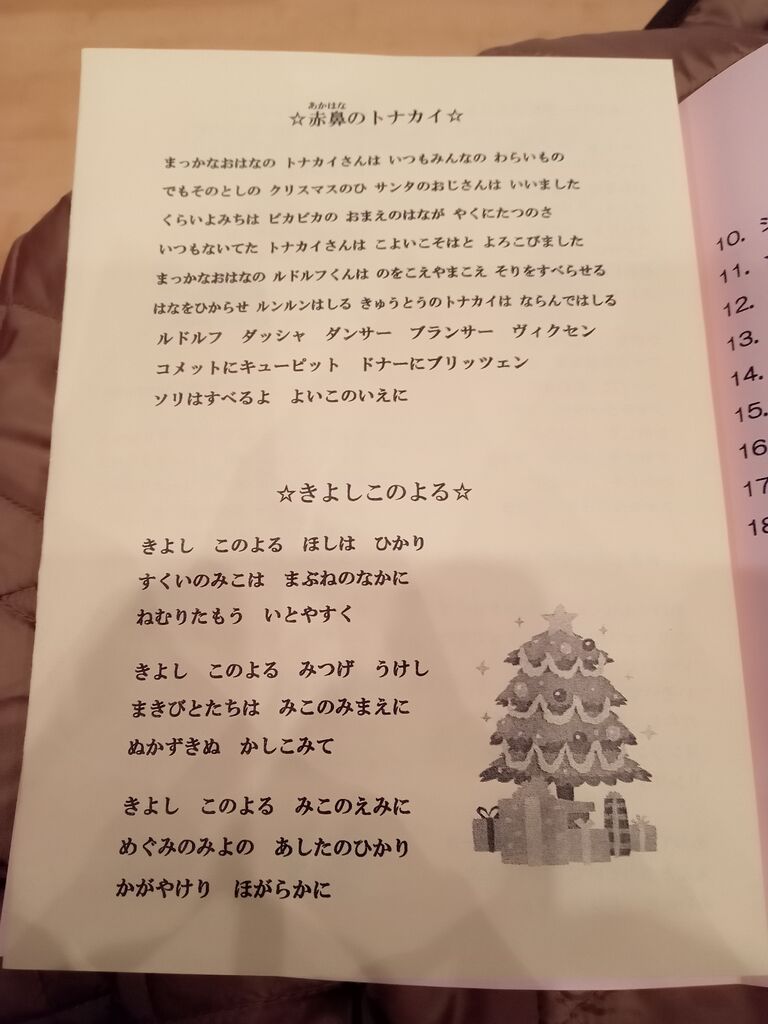 あかはな
☆赤鼻のトナカイ☆
まっかなおはなの トナカイさんは いつもみんなの わらいもの
でもそのとしの クリスマスのひ サンタのおじさんは いいました
くらいよみちは ピカピカの おまえのはなが やくにたつのさ
いつもないてた トナカイさんは こよいこそはと よろこびました
まっかなおはなの ルドルフくんは のをこえやまこえ そりをすべらせる
はなをひからせ ルンルンはしる きゅうとうのトナカイは ならんではしる
ルドルフ　ダッシャ　ダンサー　プランサー　ヴィクセン
コメットにキューピット　ドナーにブリッツェン
ソリはすべるよ　よいこのいえに
☆きよしこのよる☆
きよし　このよる　ほしは　ひかり
すくいのみこは　まぶねのなかに
ねむりたもう　いとやすく
きよし　このよる　みつげ　うけし
まきびとたちは　みこのみまえに
ぬかずきぬ　かしこみて
きよし　このよる　みこのえみに
めぐみのみよの　あしたのひかり
かがやけり　ほがらかに
10.
11.
12.
13.
14.
15.
16
17
18